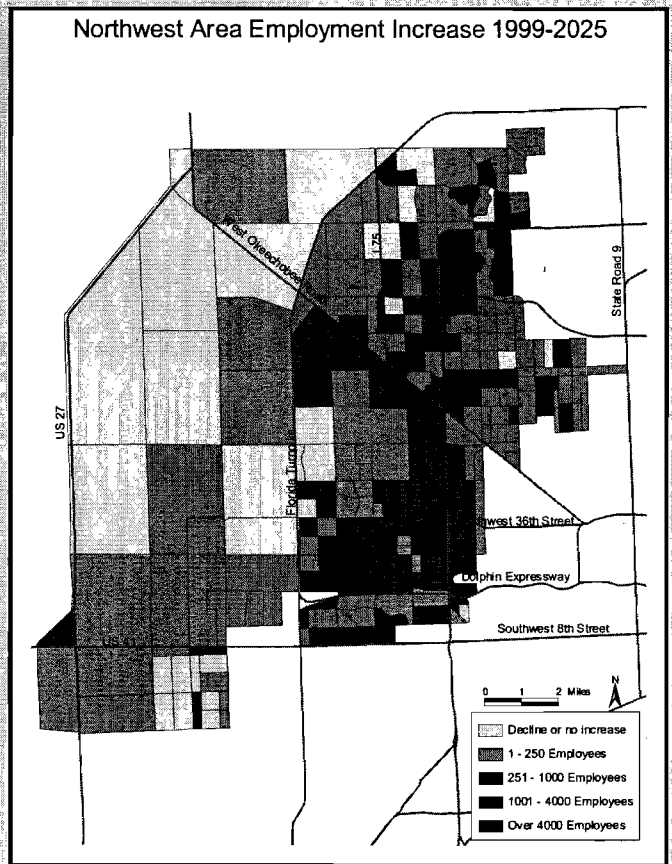 Northwest Area Employment Increase 1999-2025
West Okeechobee
I 75
State Road 9
US 27
Florida Turnpike
hwest 36th Street
Dolphin Expressway
Southwest 8th Street
0 1 2 Miles
N
Decline or no increase
1 - 250 Employees
251 - 1000 Employees
1001 - 4000 Employees
Over 4000 Employees